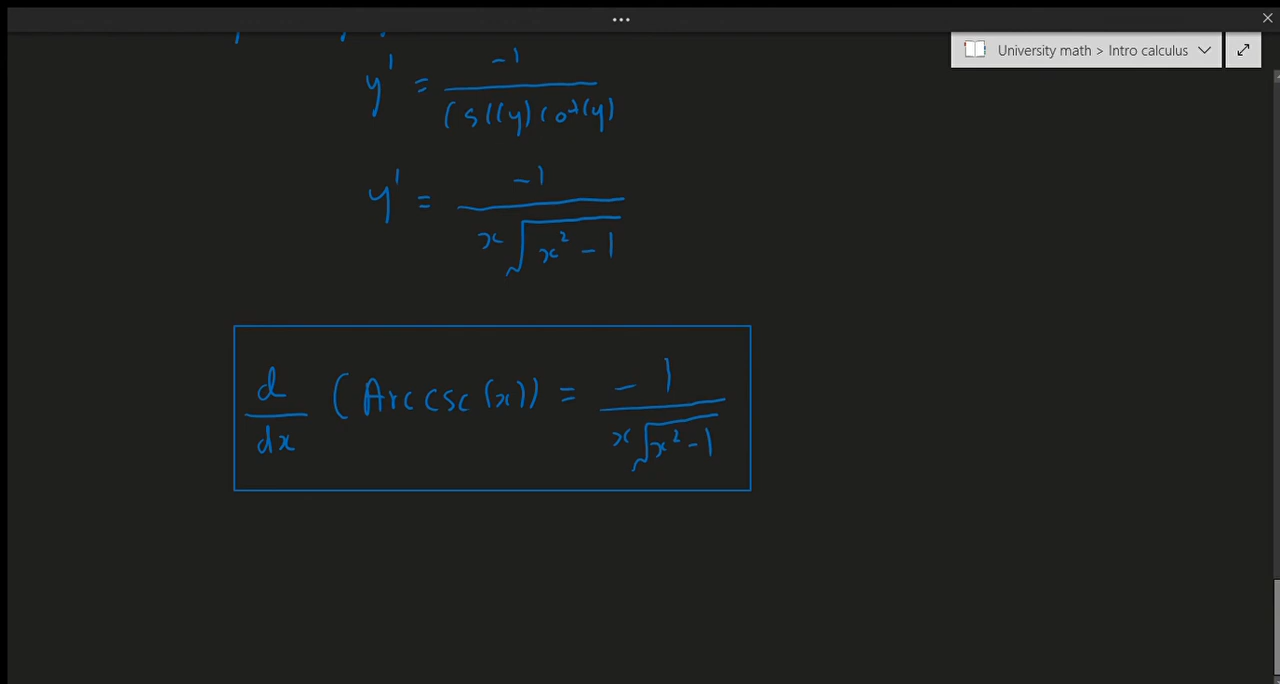 University math > Intro calculus
y' = -1 / csc(y) cot(y)
y' = -1 / x√(x² - 1)
d/dx (Arccsc(x)) = -1 / x√(x² - 1)